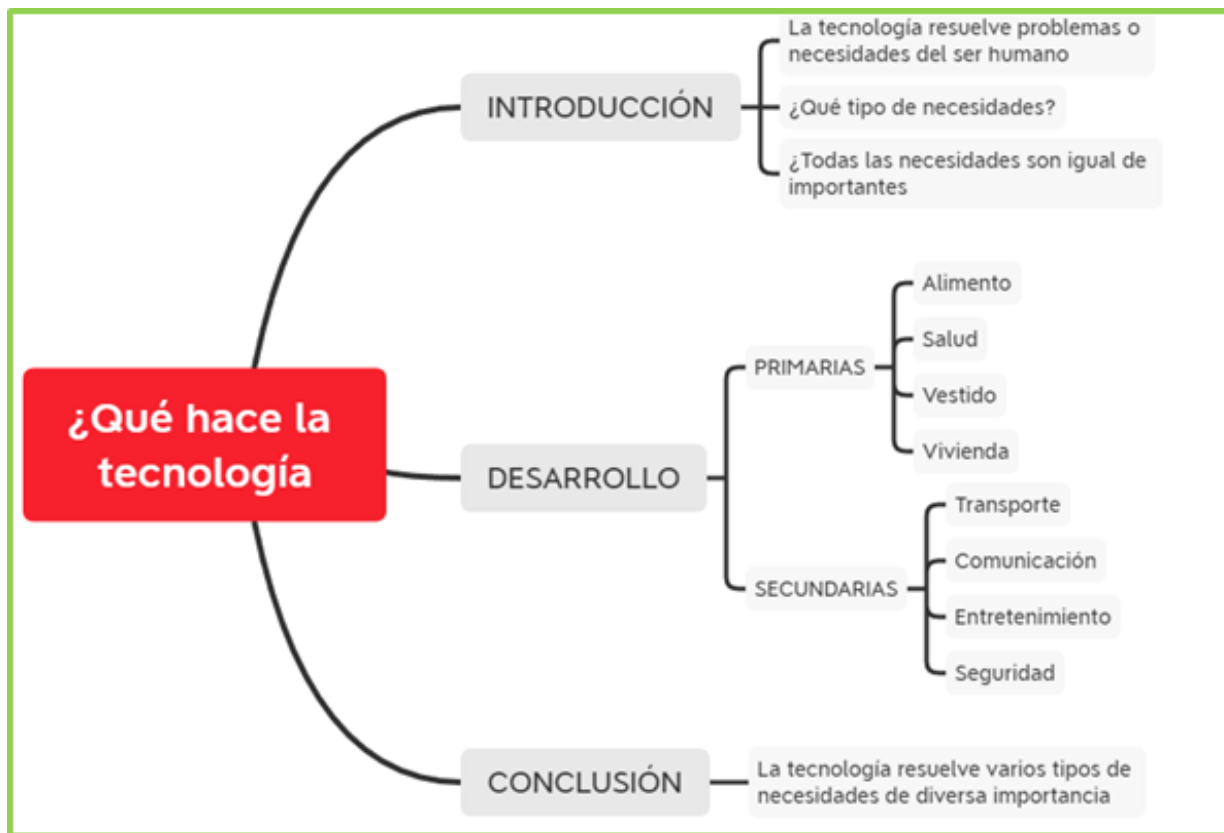 ¿Qué hace la
tecnología
INTRODUCCIÓN
La tecnología resuelve problemas o
necesidades del ser humano
¿Qué tipo de necesidades?
¿Todas las necesidades son igual de
importantes
DESARROLLO
PRIMARIAS
Alimento
Salud
Vestido
Vivienda
SECUNDARIAS
Transporte
Comunicación
Entretenimiento
Seguridad
CONCLUSIÓN
La tecnología resuelve varios tipos de
necesidades de diversa importancia